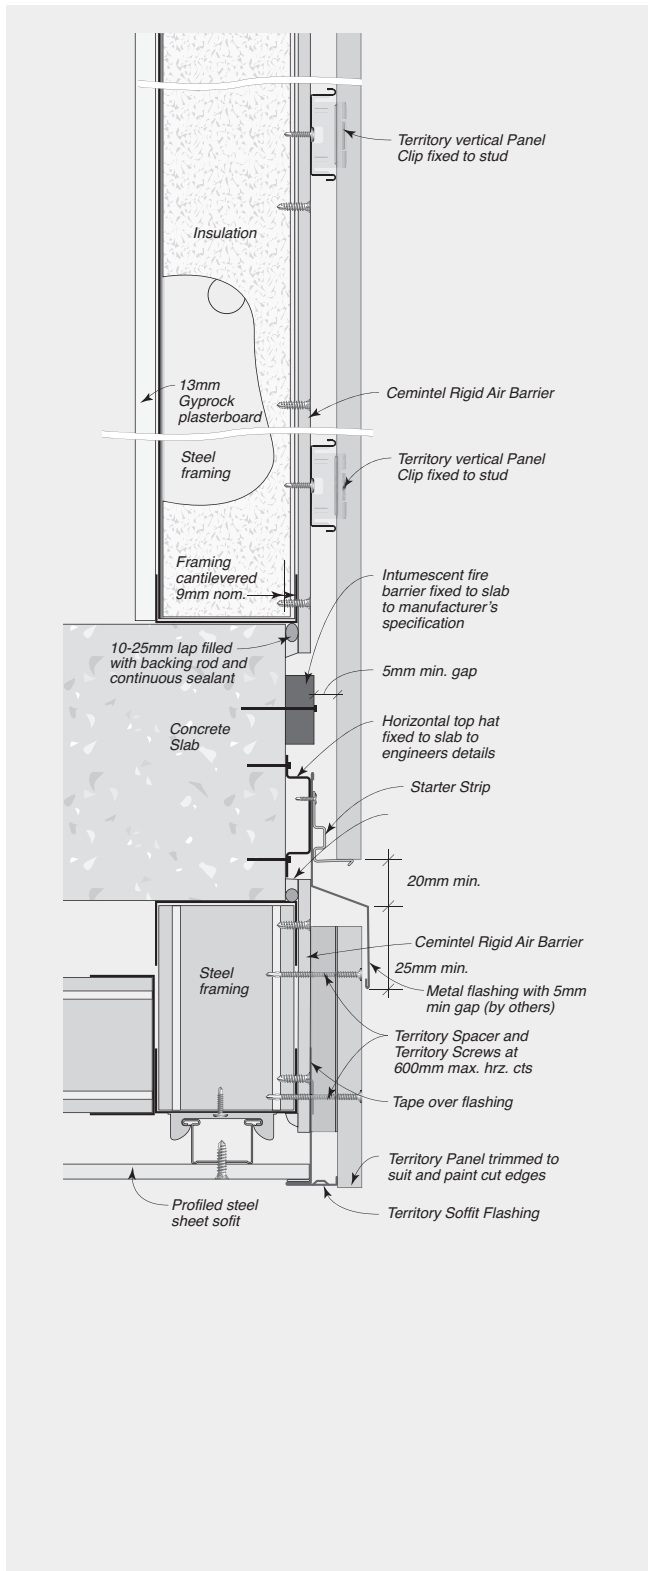 Territory vertical Panel
Clip fixed to stud
Insulation
13mm
Gyprock
plasterboard
Cemintel Rigid Air Barrier
Steel
framing
Territory vertical Panel
Clip fixed to stud
Framing
cantilevered
9mm nom.
Intumescent fire
barrier fixed to slab
to manufacturer’s
specification
10-25mm lap filled
with backing rod and
continuous sealant
5mm min. gap
Concrete
Slab
Horizontal top hat
fixed to slab to
engineers details
Starter Strip
20mm min.
Cemintel Rigid Air Barrier
Steel
framing
25mm min.
Metal flashing with 5mm
min gap (by others)
Territory Spacer and
Territory Screws at
600mm max. hrz. cts
Tape over flashing
Territory Panel trimmed to
suit and paint cut edges
Profiled steel
sheet sofit
Territory Soffit Flashing